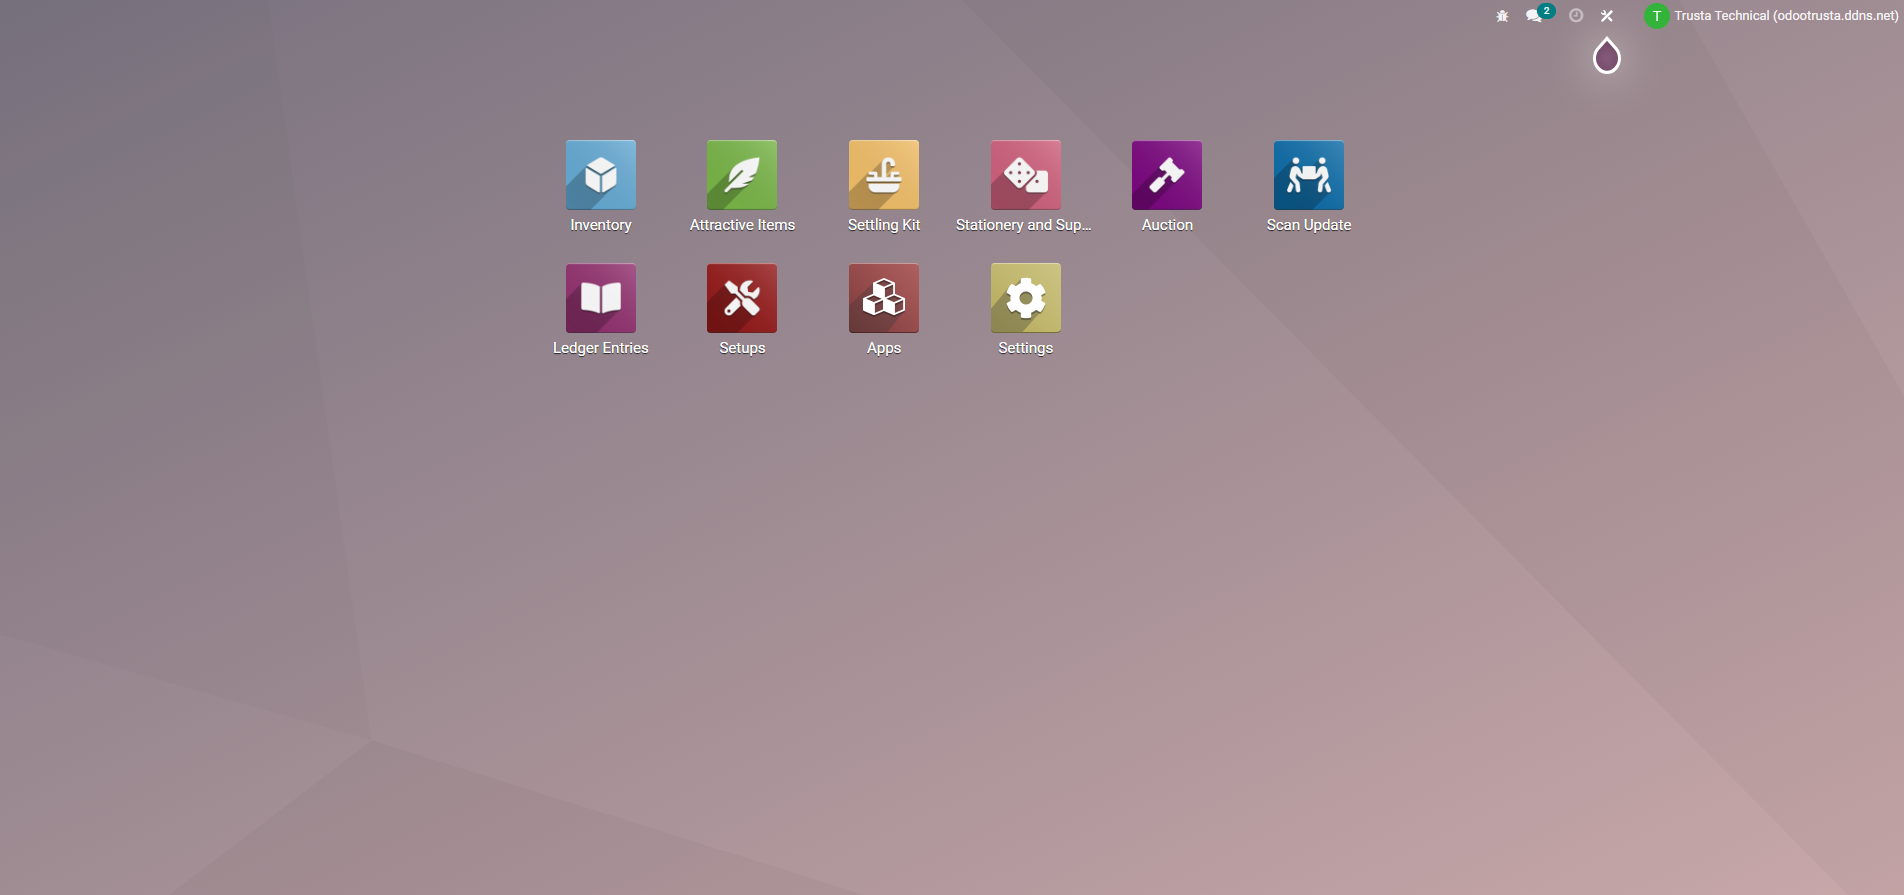 2
T Trusta Technical (odootrusta.ddns.net)
Inventory
Attractive Items
Settling Kit
Stationery and Sup...
Auction
Scan Update
Ledger Entries
Setups
Apps
Settings